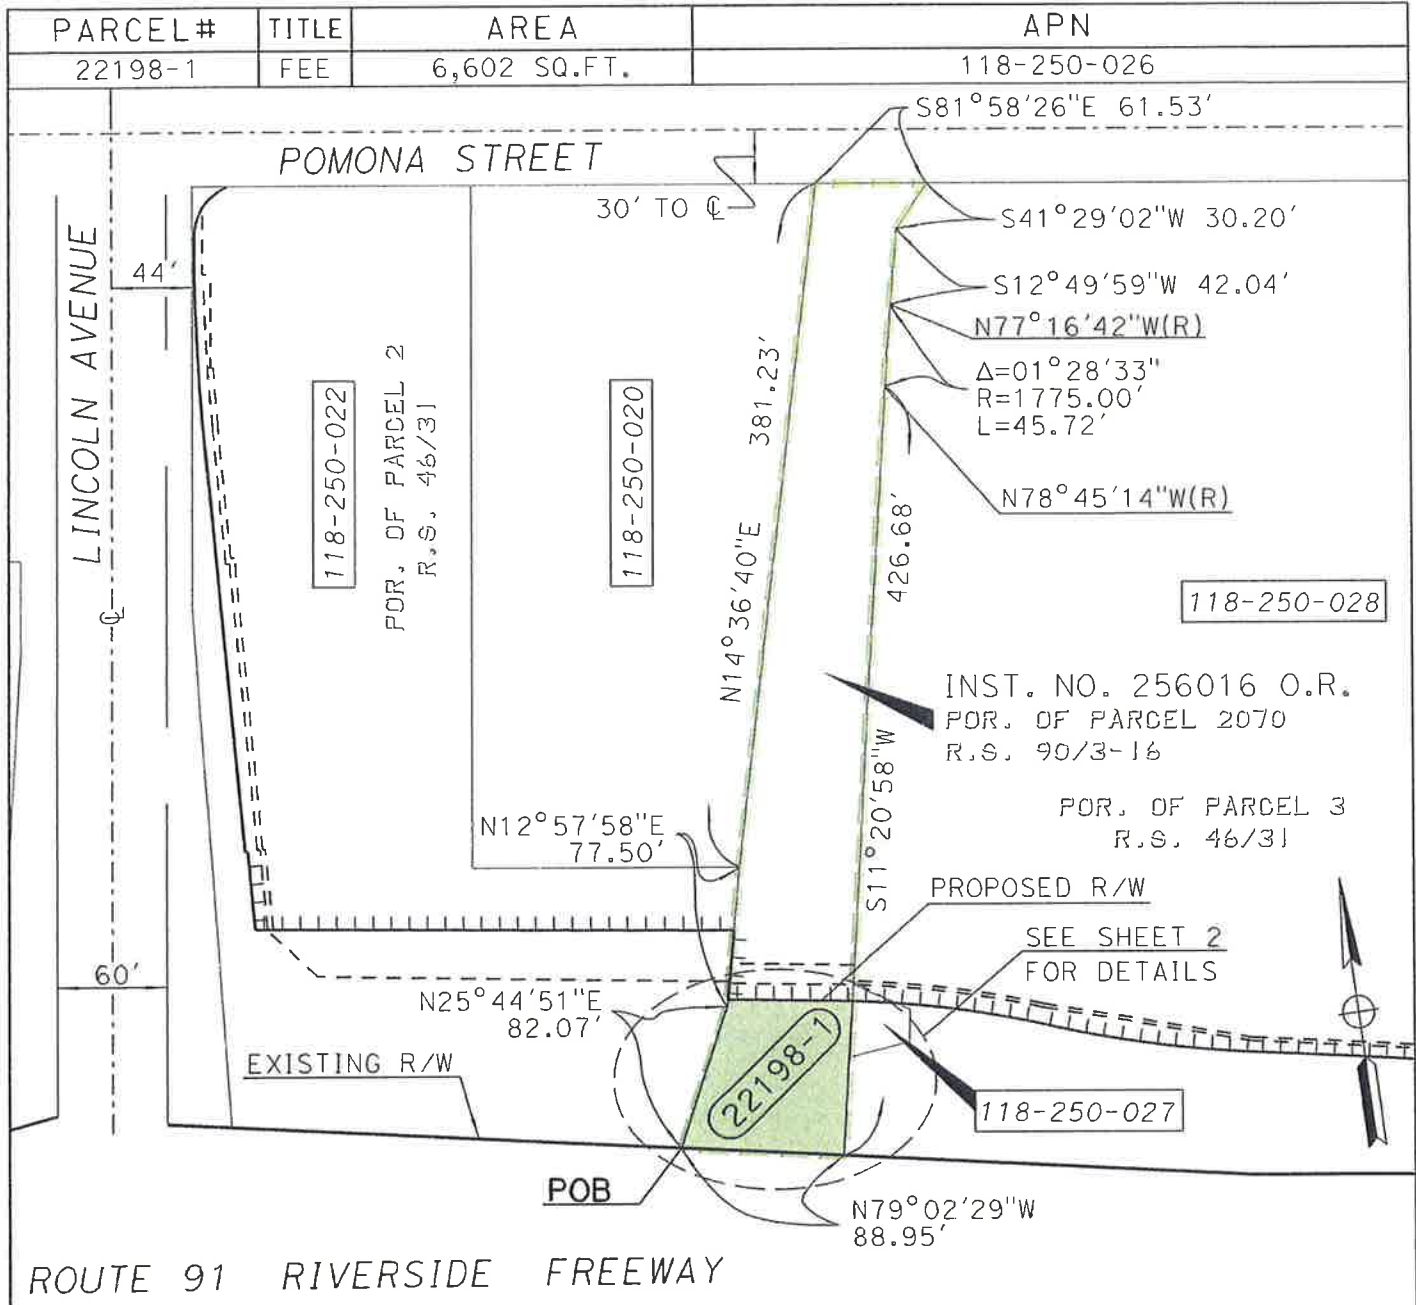 PARCEL# TITLE AREA APN
22198-1 FEE 6,602 SQ.FT. 118-250-026
S81°58'26"E 61.53'
POMONA STREET
30' TO ℄
S41°29'02"W 30.20'
LINCOLN AVENUE
44'
S12°49'59"W 42.04'
N77°16'42"W(R)
Δ=01°28'33"
R=1775.00'
L=45.72'
118-250-022
POR. OF PARCEL 2
R.S. 46/31
118-250-020
381.23'
N14°36'40"E
N78°45'14"W(R)
426.68'
S11°20'58"W
℄
118-250-028
INST. NO. 256016 O.R.
POR. OF PARCEL 2070
R.S. 90/3-16
POR. OF PARCEL 3
R.S. 46/31
N12°57'58"E
77.50'
PROPOSED R/W
SEE SHEET 2
FOR DETAILS
60'
N25°44'51"E
82.07'
EXISTING R/W
22198-1
118-250-027
POB
N79°02'29"W
88.95'
ROUTE 91 RIVERSIDE FREEWAY